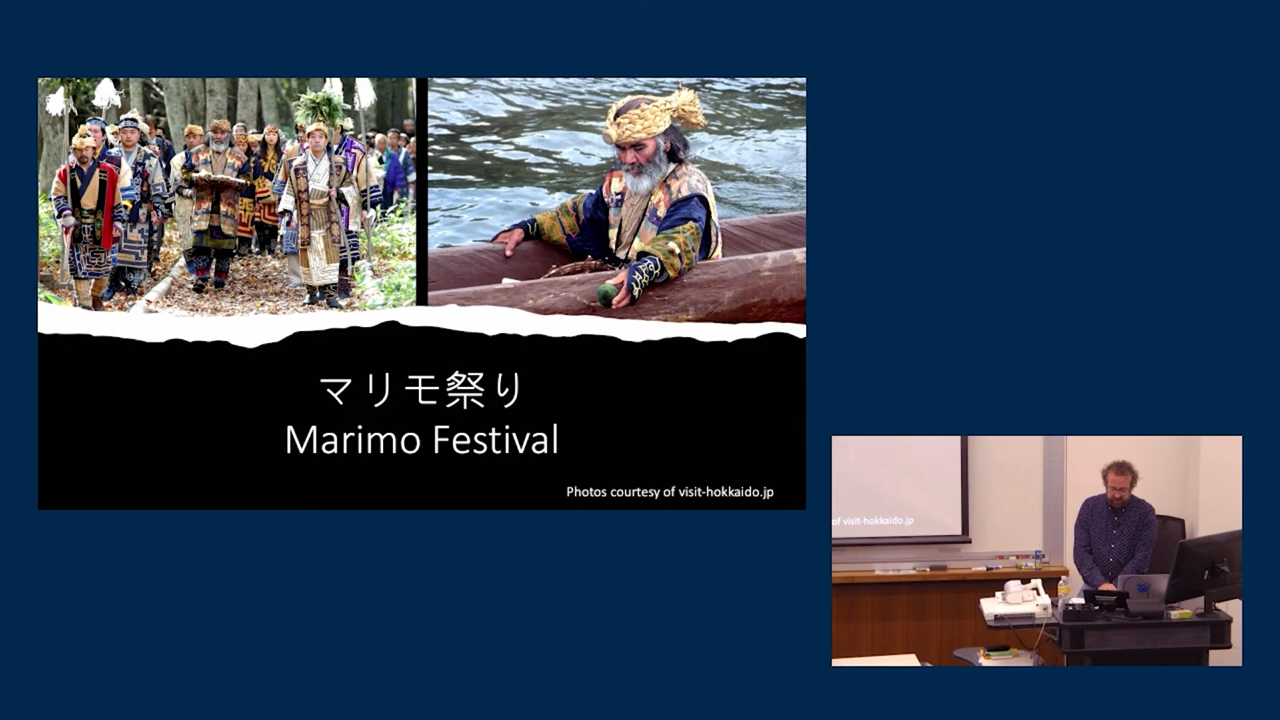 マリモ祭り
Marimo Festival
Photos courtesy of visit-hokkaido.jp
of visit-hokkaido.jp